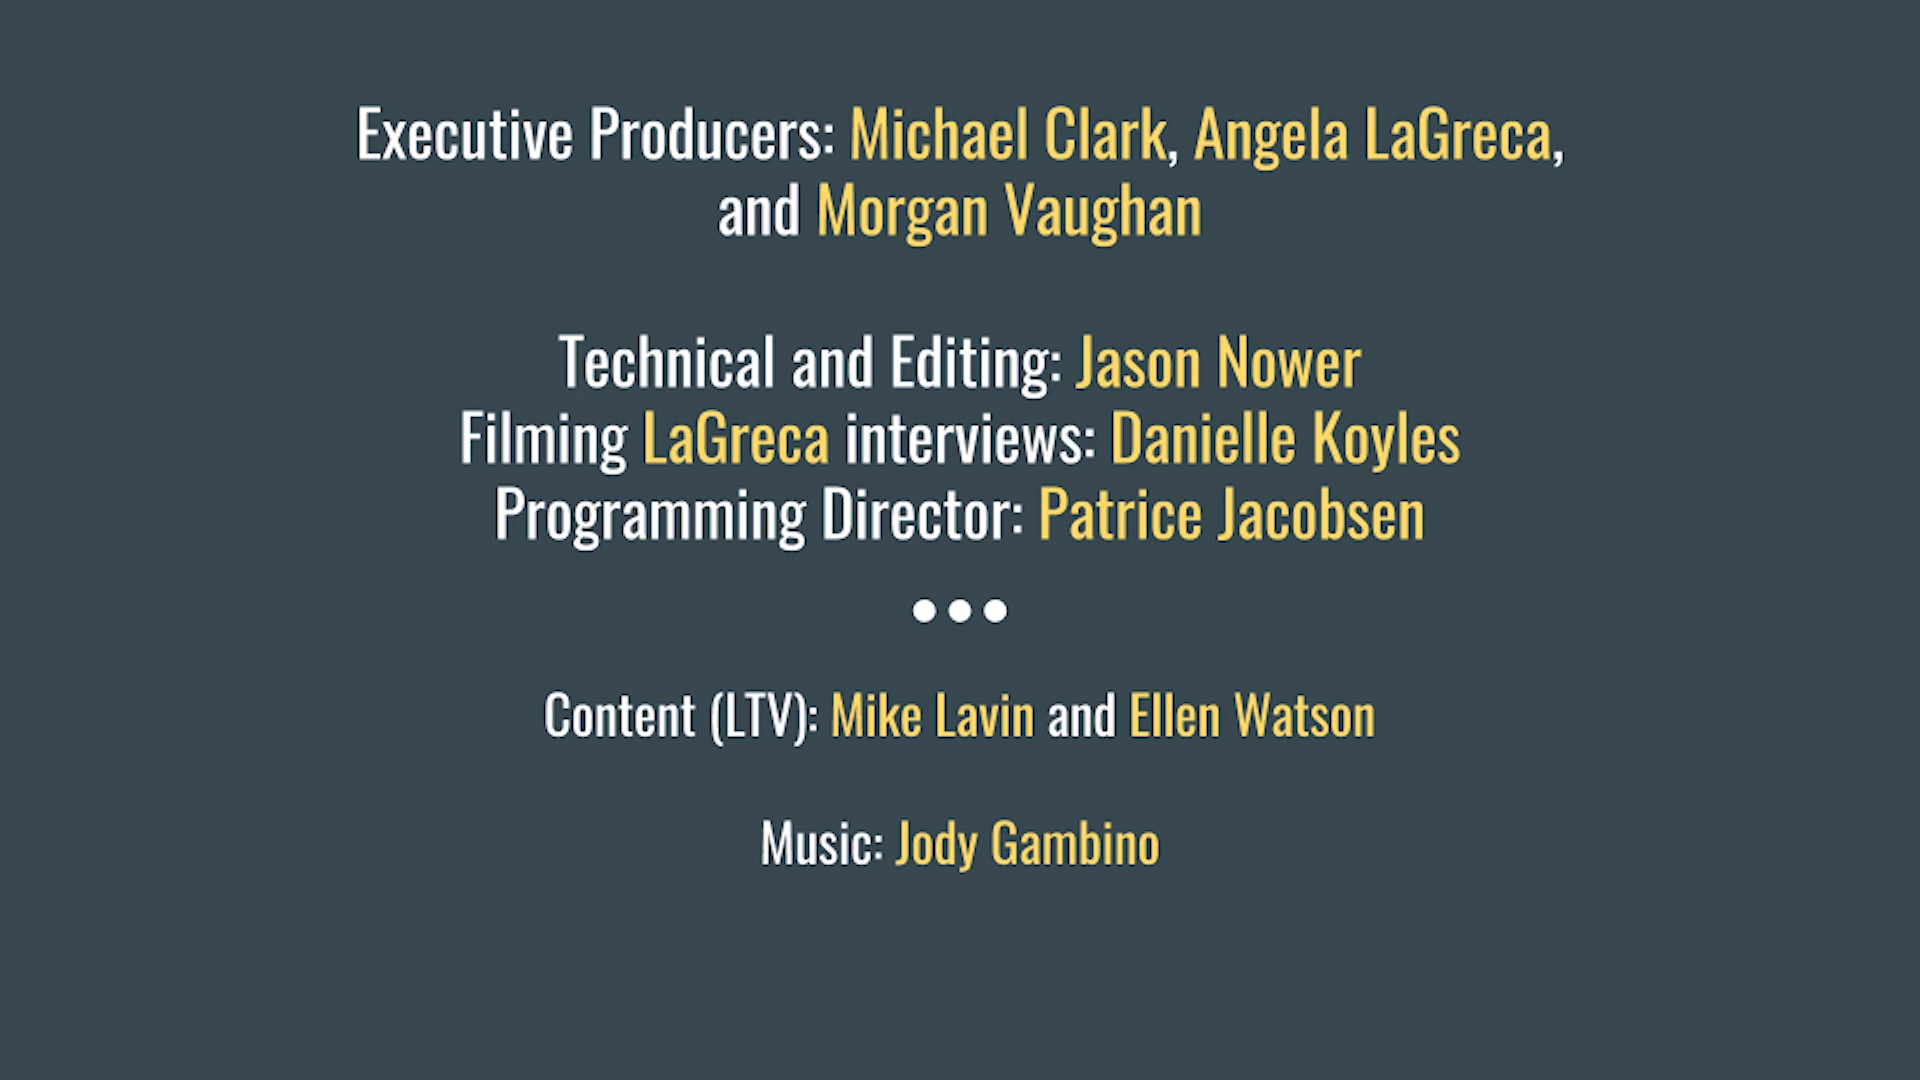 Executive Producers: Michael Clark, Angela LaGreca,
and Morgan Vaughan
Technical and Editing: Jason Nower
Filming LaGreca interviews: Danielle Koyles
Programming Director: Patrice Jacobsen
Content (LTV): Mike Lavin and Ellen Watson
Music: Jody Gambino